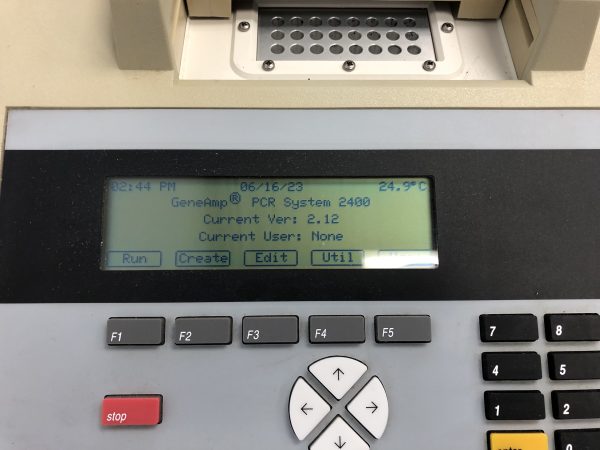 02:44 PM 06/16/23 24.9°C
GeneAmp® PCR System 2400
Current Ver: 2.12
Current User: None
Run Create Edit Util
F1 F2 F3 F4 F5
7 8
4 5
1 2
stop
0